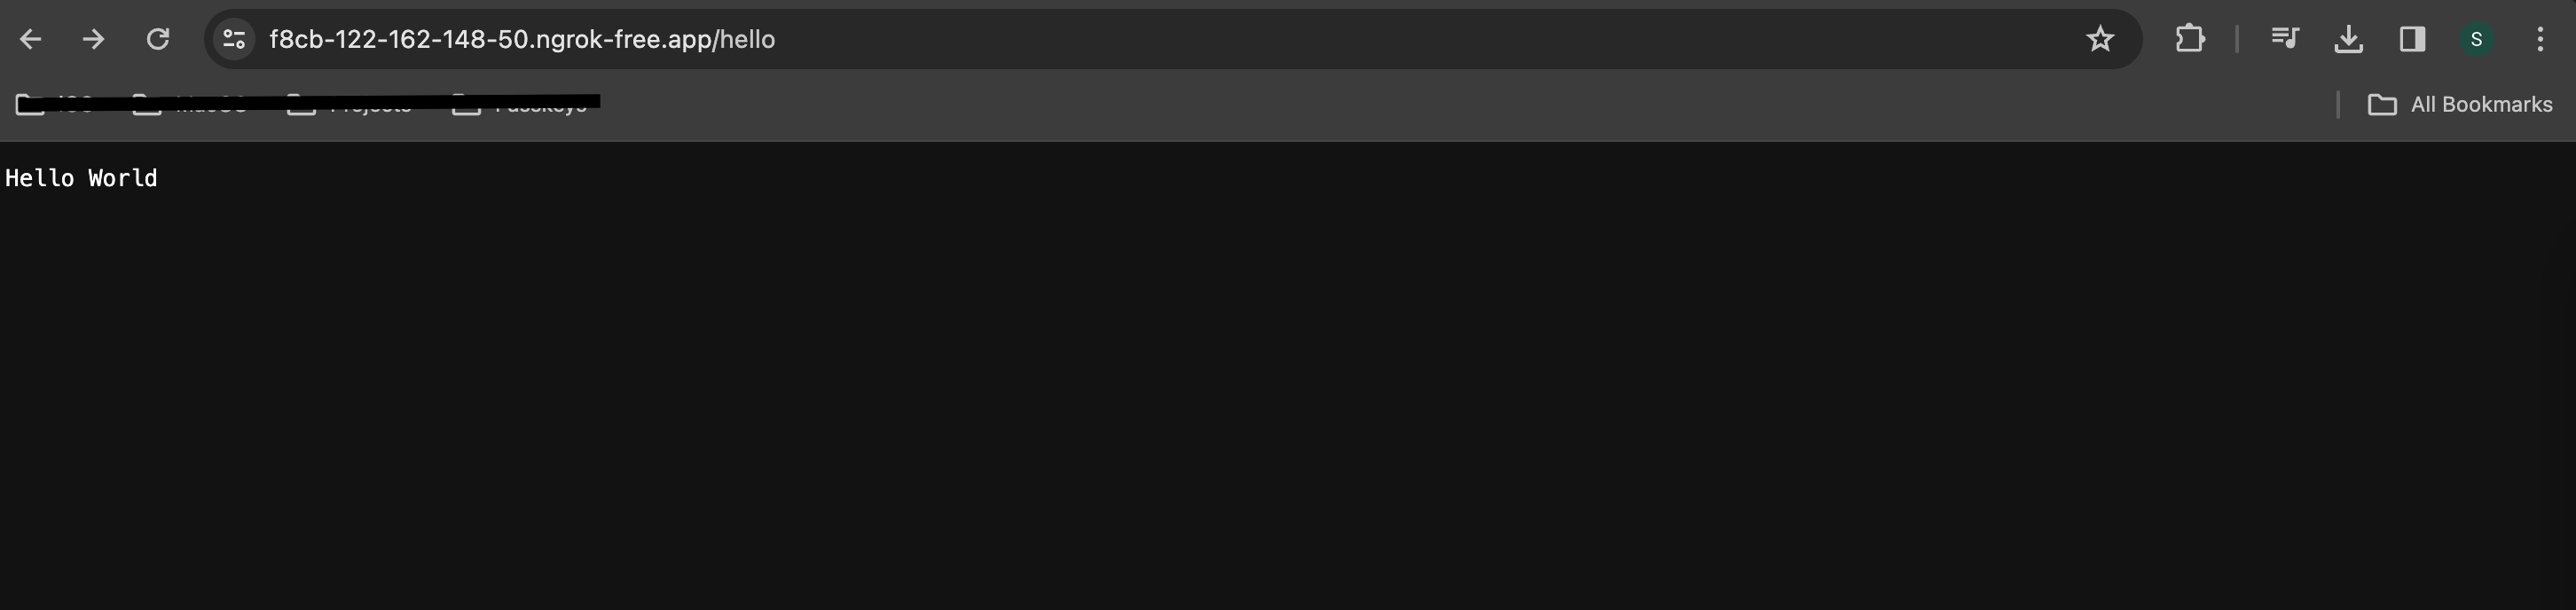 f8cb-122-162-148-50.ngrok-free.app/hello
S
All Bookmarks
Hello World